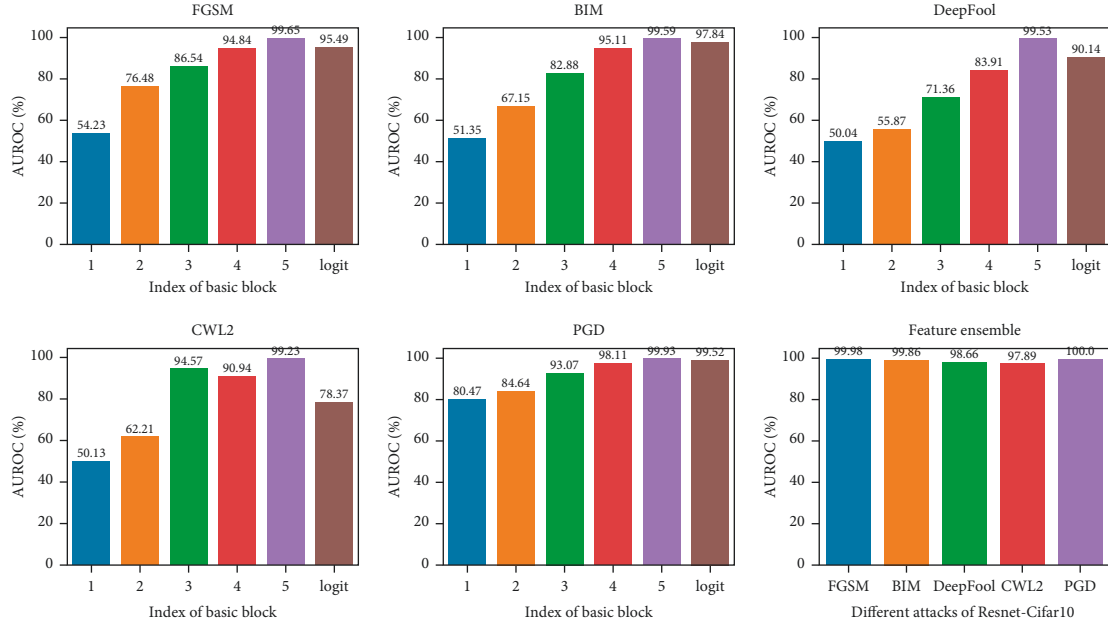 FGSM
AUROC (%)
100
80
60
40
20
0
54.23
76.48
86.54
94.84
99.65
95.49
1 2 3 4 5 logit
Index of basic block
BIM
AUROC (%)
100
80
60
40
20
0
51.35
67.15
82.88
95.11
99.59
97.84
1 2 3 4 5 logit
Index of basic block
DeepFool
AUROC (%)
100
80
60
40
20
0
50.04
55.87
71.36
83.91
99.53
90.14
1 2 3 4 5 logit
Index of basic block
CWL2
AUROC (%)
100
80
60
40
20
0
50.13
62.21
94.57
90.94
99.23
78.37
1 2 3 4 5 logit
Index of basic block
PGD
AUROC (%)
100
80
60
40
20
0
80.47
84.64
93.07
98.11
99.93
99.52
1 2 3 4 5 logit
Index of basic block
Feature ensemble
AUROC (%)
100
80
60
40
20
0
99.98
99.86
98.66
97.89
100.0
FGSM BIM DeepFool CWL2 PGD
Different attacks of Resnet-Cifar10